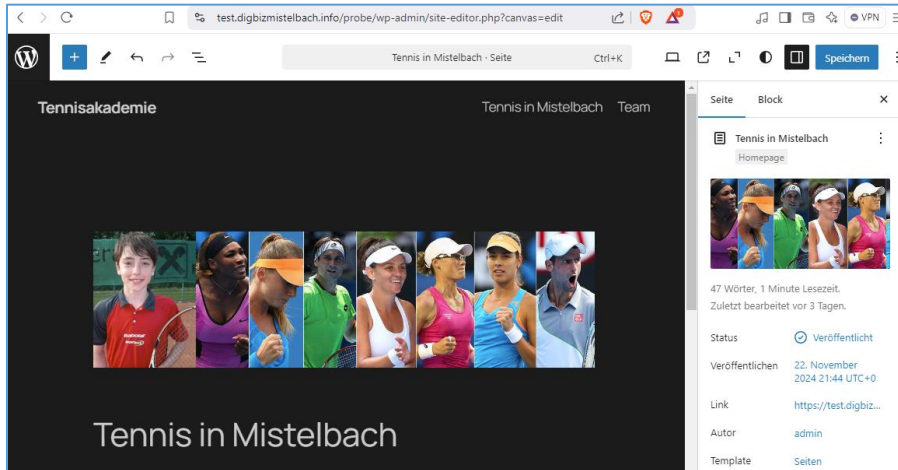 test.digbizmistelbach.info/probe/wp-admin/site-editor.php?canvas=edit
VPN
Tennis in Mistelbach · Seite Ctrl+K
Speichern
Tennisakademie
Tennis in Mistelbach Team
Tennis in Mistelbach
Seite Block
Tennis in Mistelbach
Homepage
47 Wörter, 1 Minute Lesezeit.
Zuletzt bearbeitet vor 3 Tagen.
Status Veröffentlicht
Veröffentlichen 22. November
2024 21:44 UTC+0
Link https://test.digbiz...
Autor admin
Template Seiten